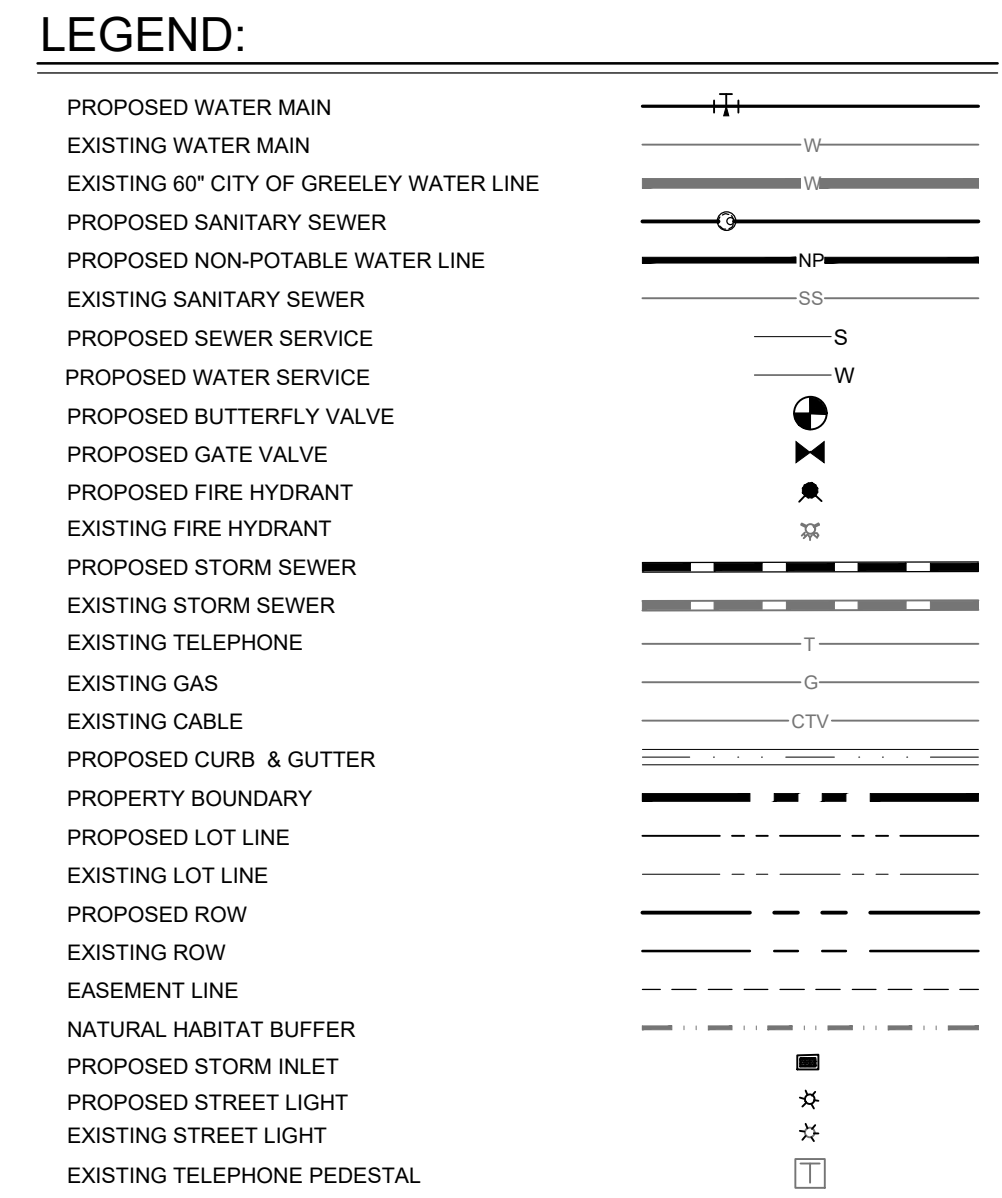 LEGEND:
PROPOSED WATER MAIN
EXISTING WATER MAIN W
EXISTING 60" CITY OF GREELEY WATER LINE W
PROPOSED SANITARY SEWER
PROPOSED NON-POTABLE WATER LINE NP
EXISTING SANITARY SEWER SS
PROPOSED SEWER SERVICE S
PROPOSED WATER SERVICE W
PROPOSED BUTTERFLY VALVE
PROPOSED GATE VALVE
PROPOSED FIRE HYDRANT
EXISTING FIRE HYDRANT
PROPOSED STORM SEWER
EXISTING STORM SEWER
EXISTING TELEPHONE T
EXISTING GAS G
EXISTING CABLE CTV
PROPOSED CURB & GUTTER
PROPERTY BOUNDARY
PROPOSED LOT LINE
EXISTING LOT LINE
PROPOSED ROW
EXISTING ROW
EASEMENT LINE
NATURAL HABITAT BUFFER
PROPOSED STORM INLET
PROPOSED STREET LIGHT
EXISTING STREET LIGHT
EXISTING TELEPHONE PEDESTAL T